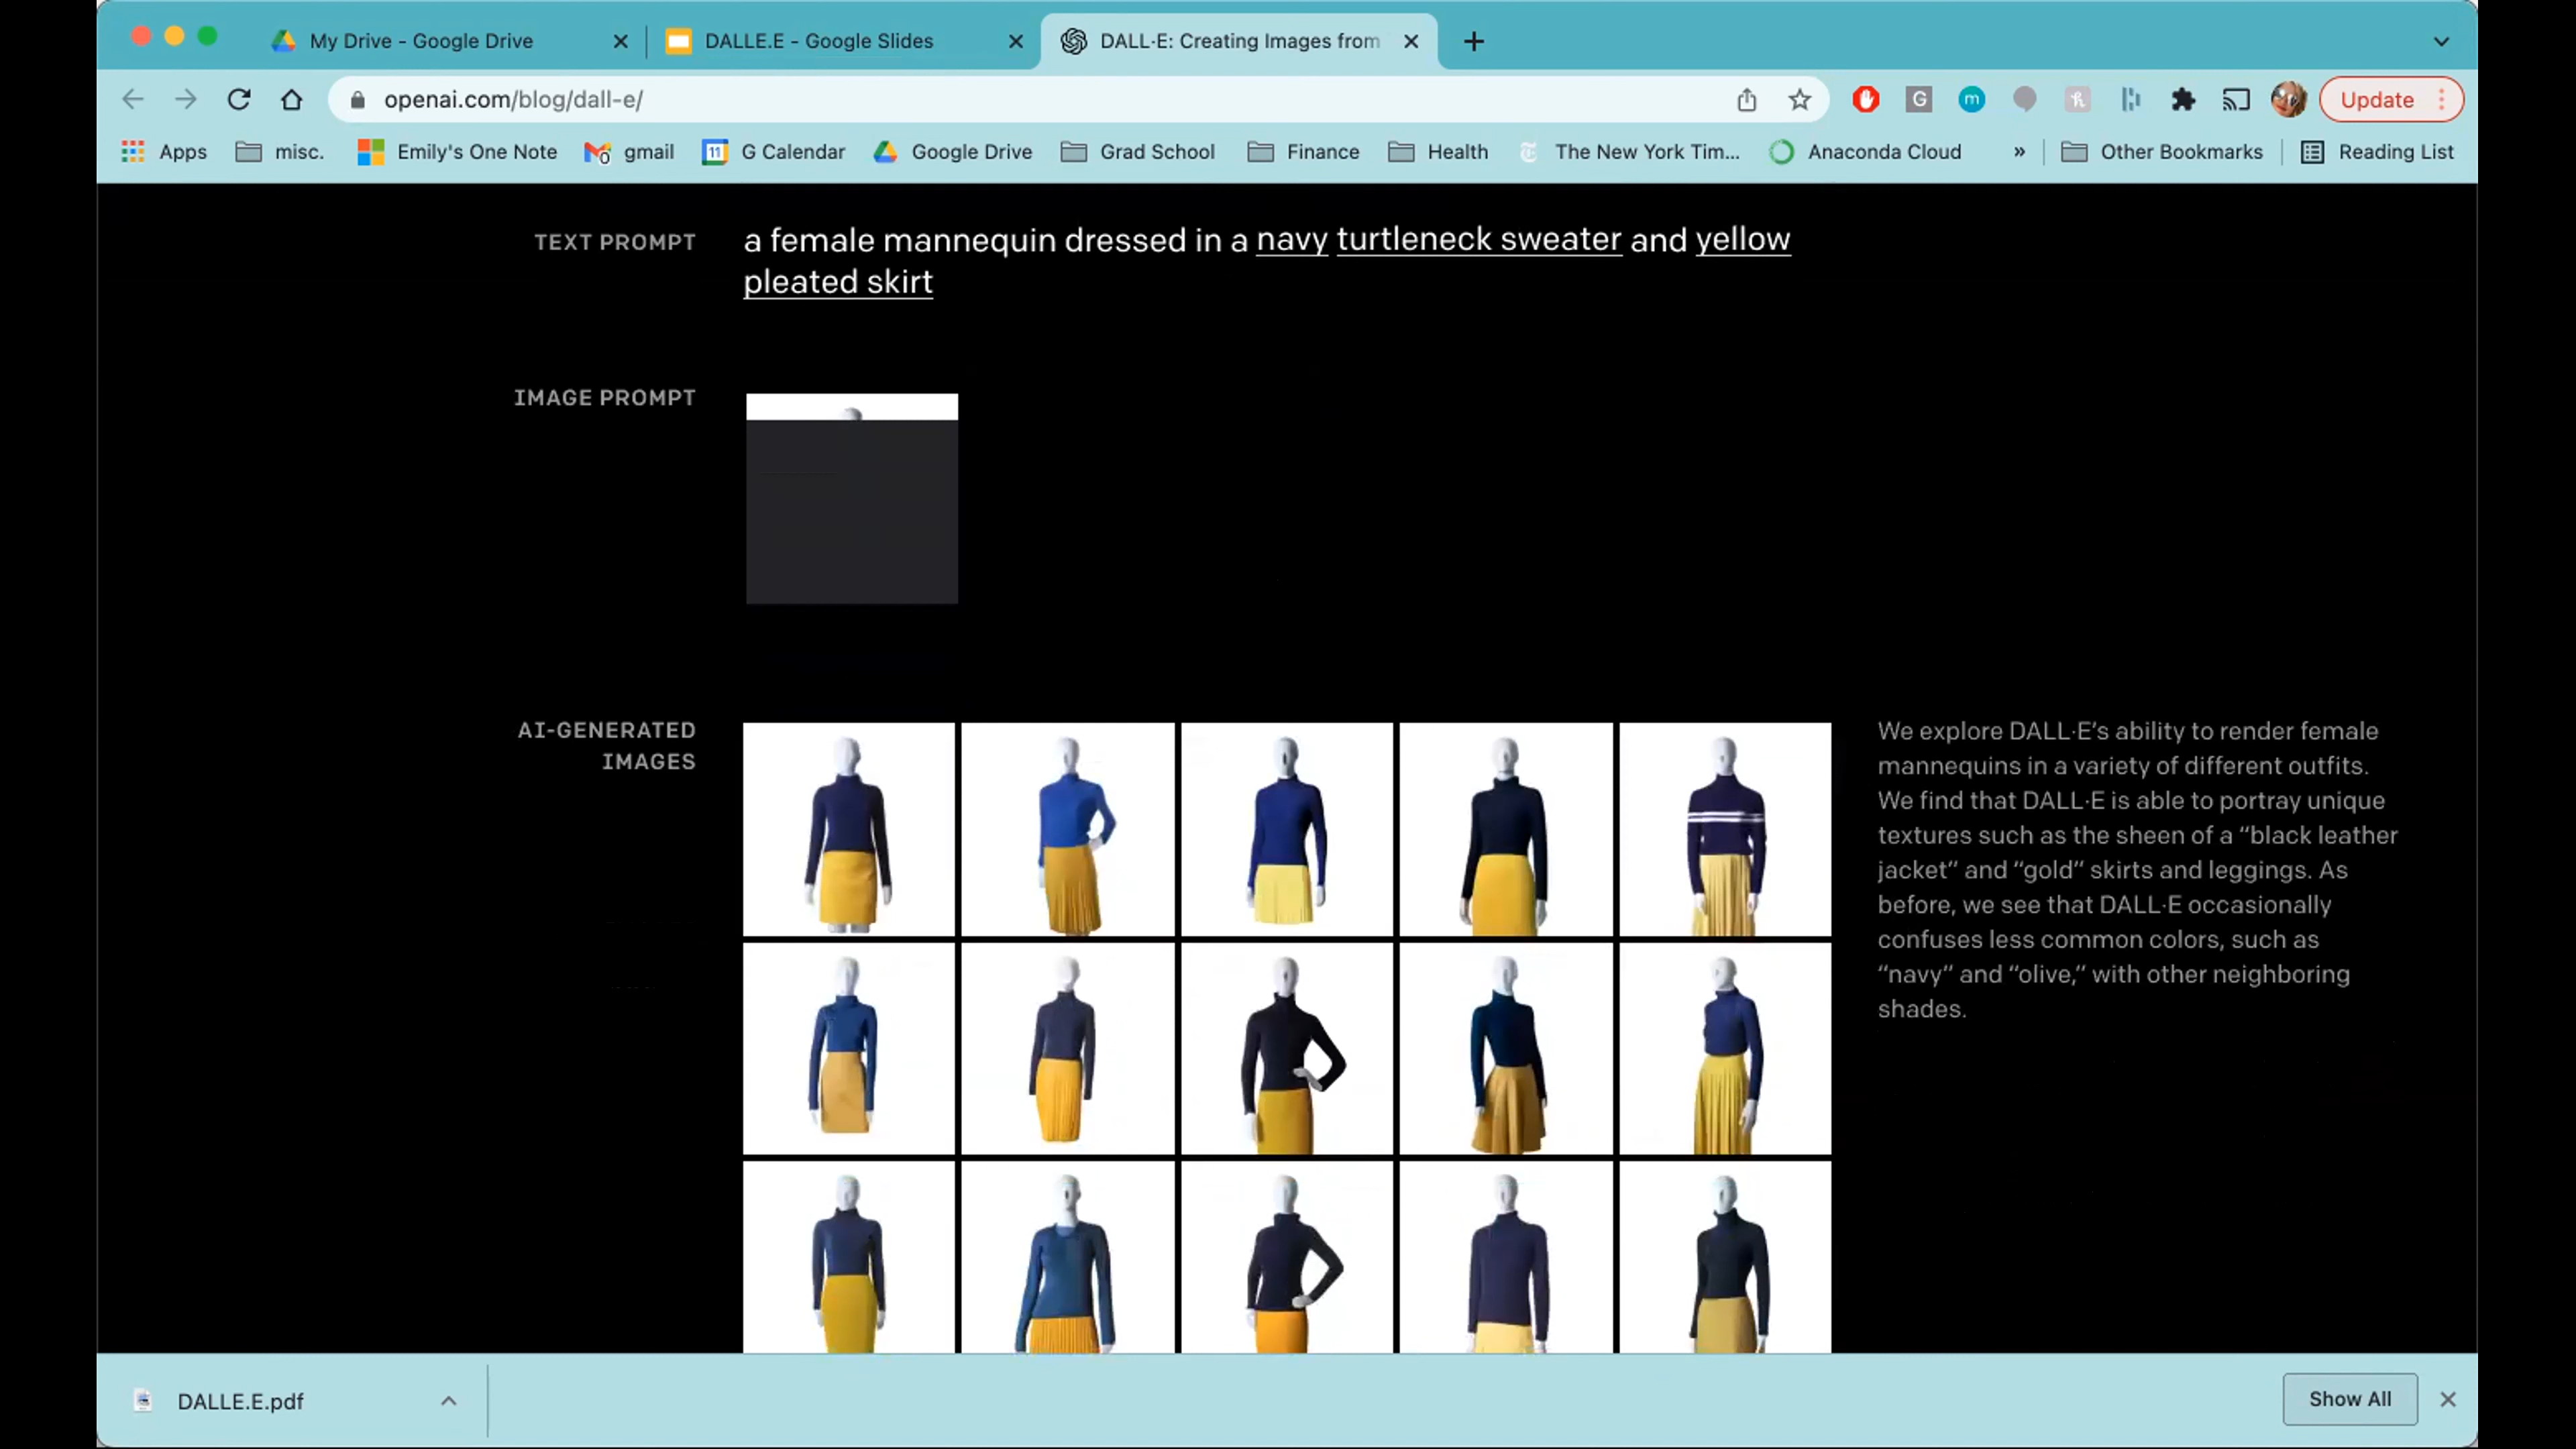 My Drive - Google Drive
DALLE.E - Google Slides
DALL·E: Creating Images from
openai.com/blog/dall-e/
G
m
Update
Apps
misc.
Emily's One Note
gmail
11
G Calendar
Google Drive
Grad School
Finance
Health
The New York Tim...
Anaconda Cloud
»
Other Bookmarks
Reading List
TEXT PROMPT
a female mannequin dressed in a navy turtleneck sweater and yellow
pleated skirt
IMAGE PROMPT
AI-GENERATED
IMAGES
We explore DALL·E’s ability to render female
mannequins in a variety of different outfits.
We find that DALL·E is able to portray unique
textures such as the sheen of a “black leather
jacket” and “gold” skirts and leggings. As
before, we see that DALL·E occasionally
confuses less common colors, such as
“navy” and “olive,” with other neighboring
shades.
DALLE.E.pdf
Show All